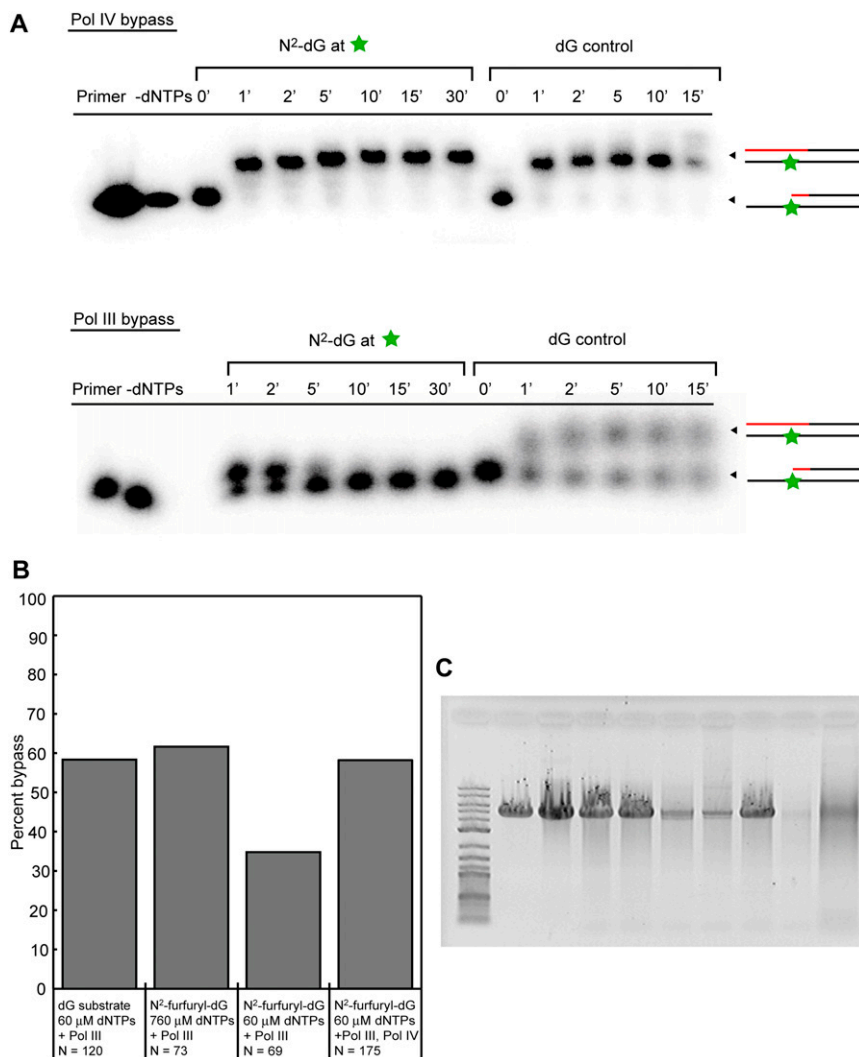 A
Pol IV bypass
N²-dG at
dG control
Primer -dNTPs 0' 1' 2' 5' 10' 15' 30' 0' 1' 2' 5 10' 15'
Pol III bypass
N²-dG at
dG control
Primer -dNTPs 1' 2' 5' 10' 15' 30' 0' 1' 2' 5' 10' 15'
B
Percent bypass
100
90
80
70
60
50
40
30
20
10
0
dG substrate
60 µM dNTPs
+ Pol III
N = 120
N²-furfuryl-dG
760 µM dNTPs
+ Pol III
N = 73
N²-furfuryl-dG
60 µM dNTPs
+ Pol III
N = 69
N²-furfuryl-dG
60 µM dNTPs
+Pol III, Pol IV
N = 175
C